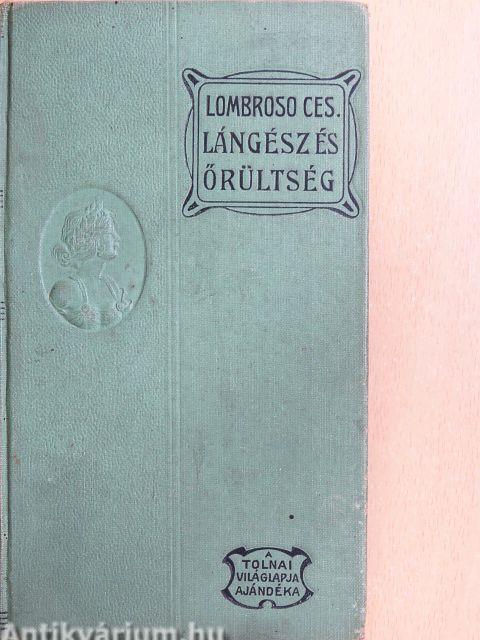 LOMBROSO CES.
LÁNGÉSZ ÉS
ŐRÜLTSÉG
A
TOLNAI
VILÁGLAPJA
AJÁNDÉKA
Antikvárium.hu